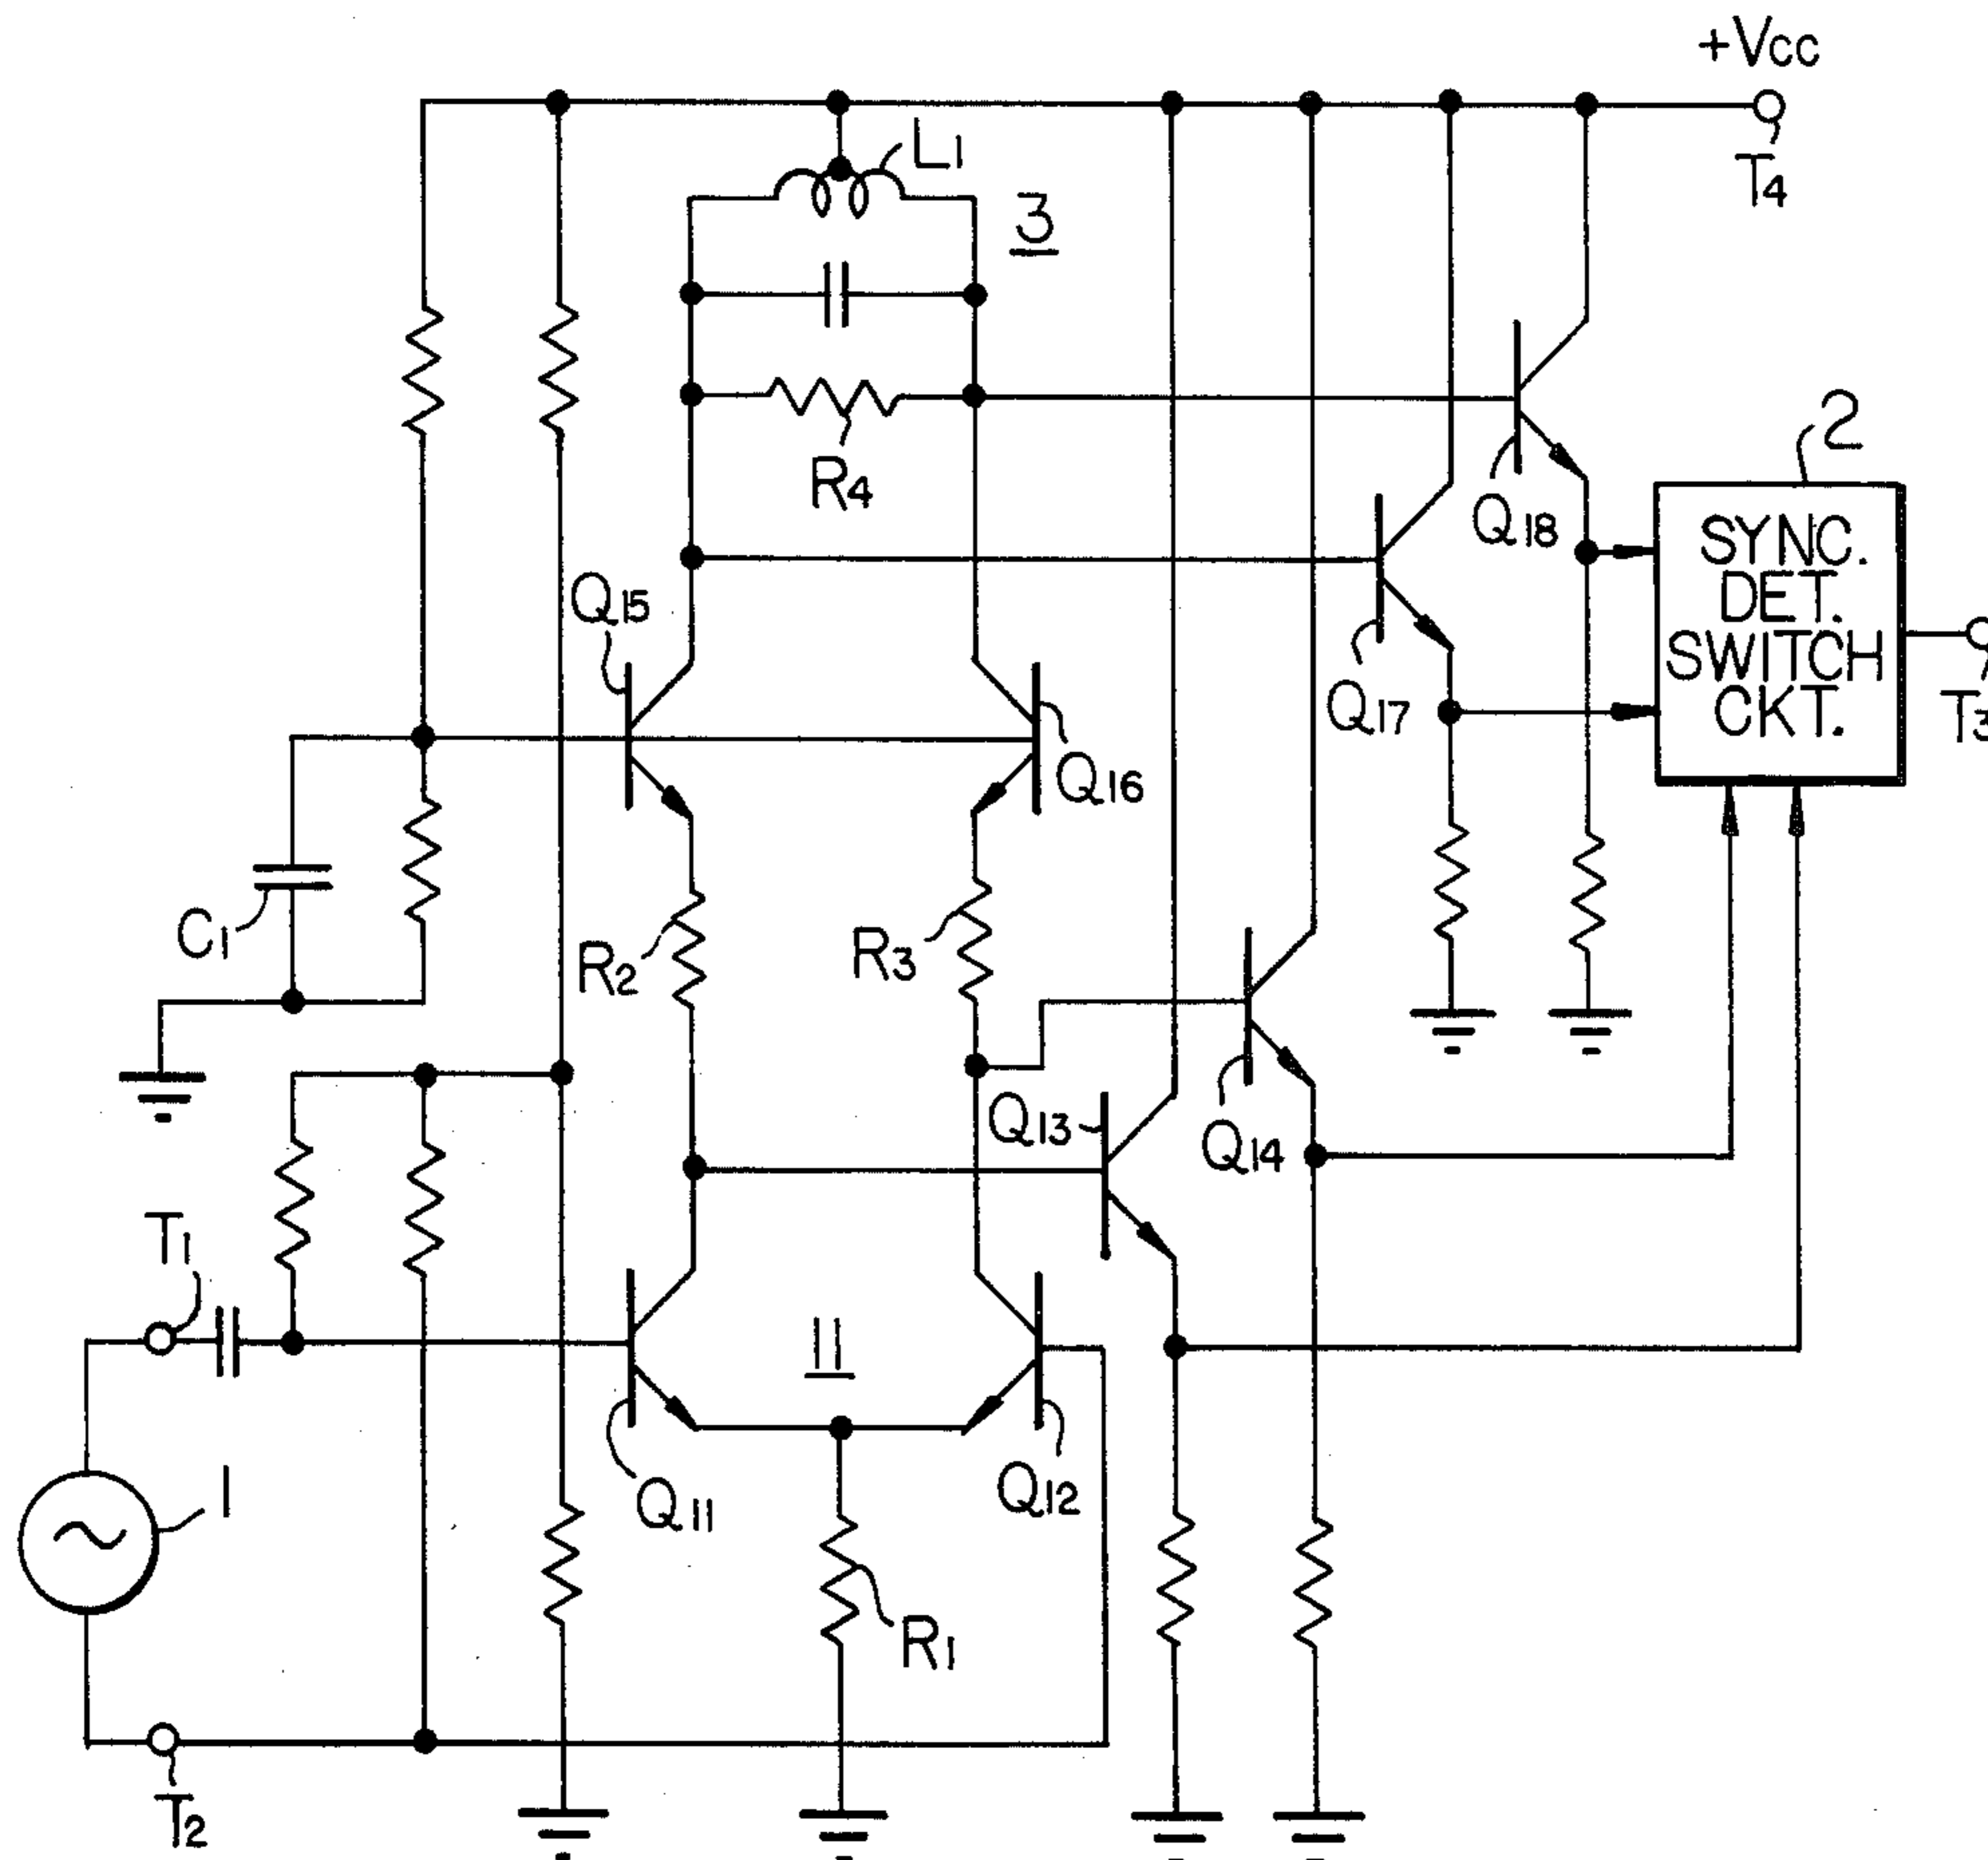 +Vcc
T4
L1
3
R4
2
SYNC.
DET.
SWITCH
CKT.
T3
Q18
Q17
Q15
Q16
C1
R2
R3
Q13
Q14
T1
11
Q11
Q12
1
R1
T2